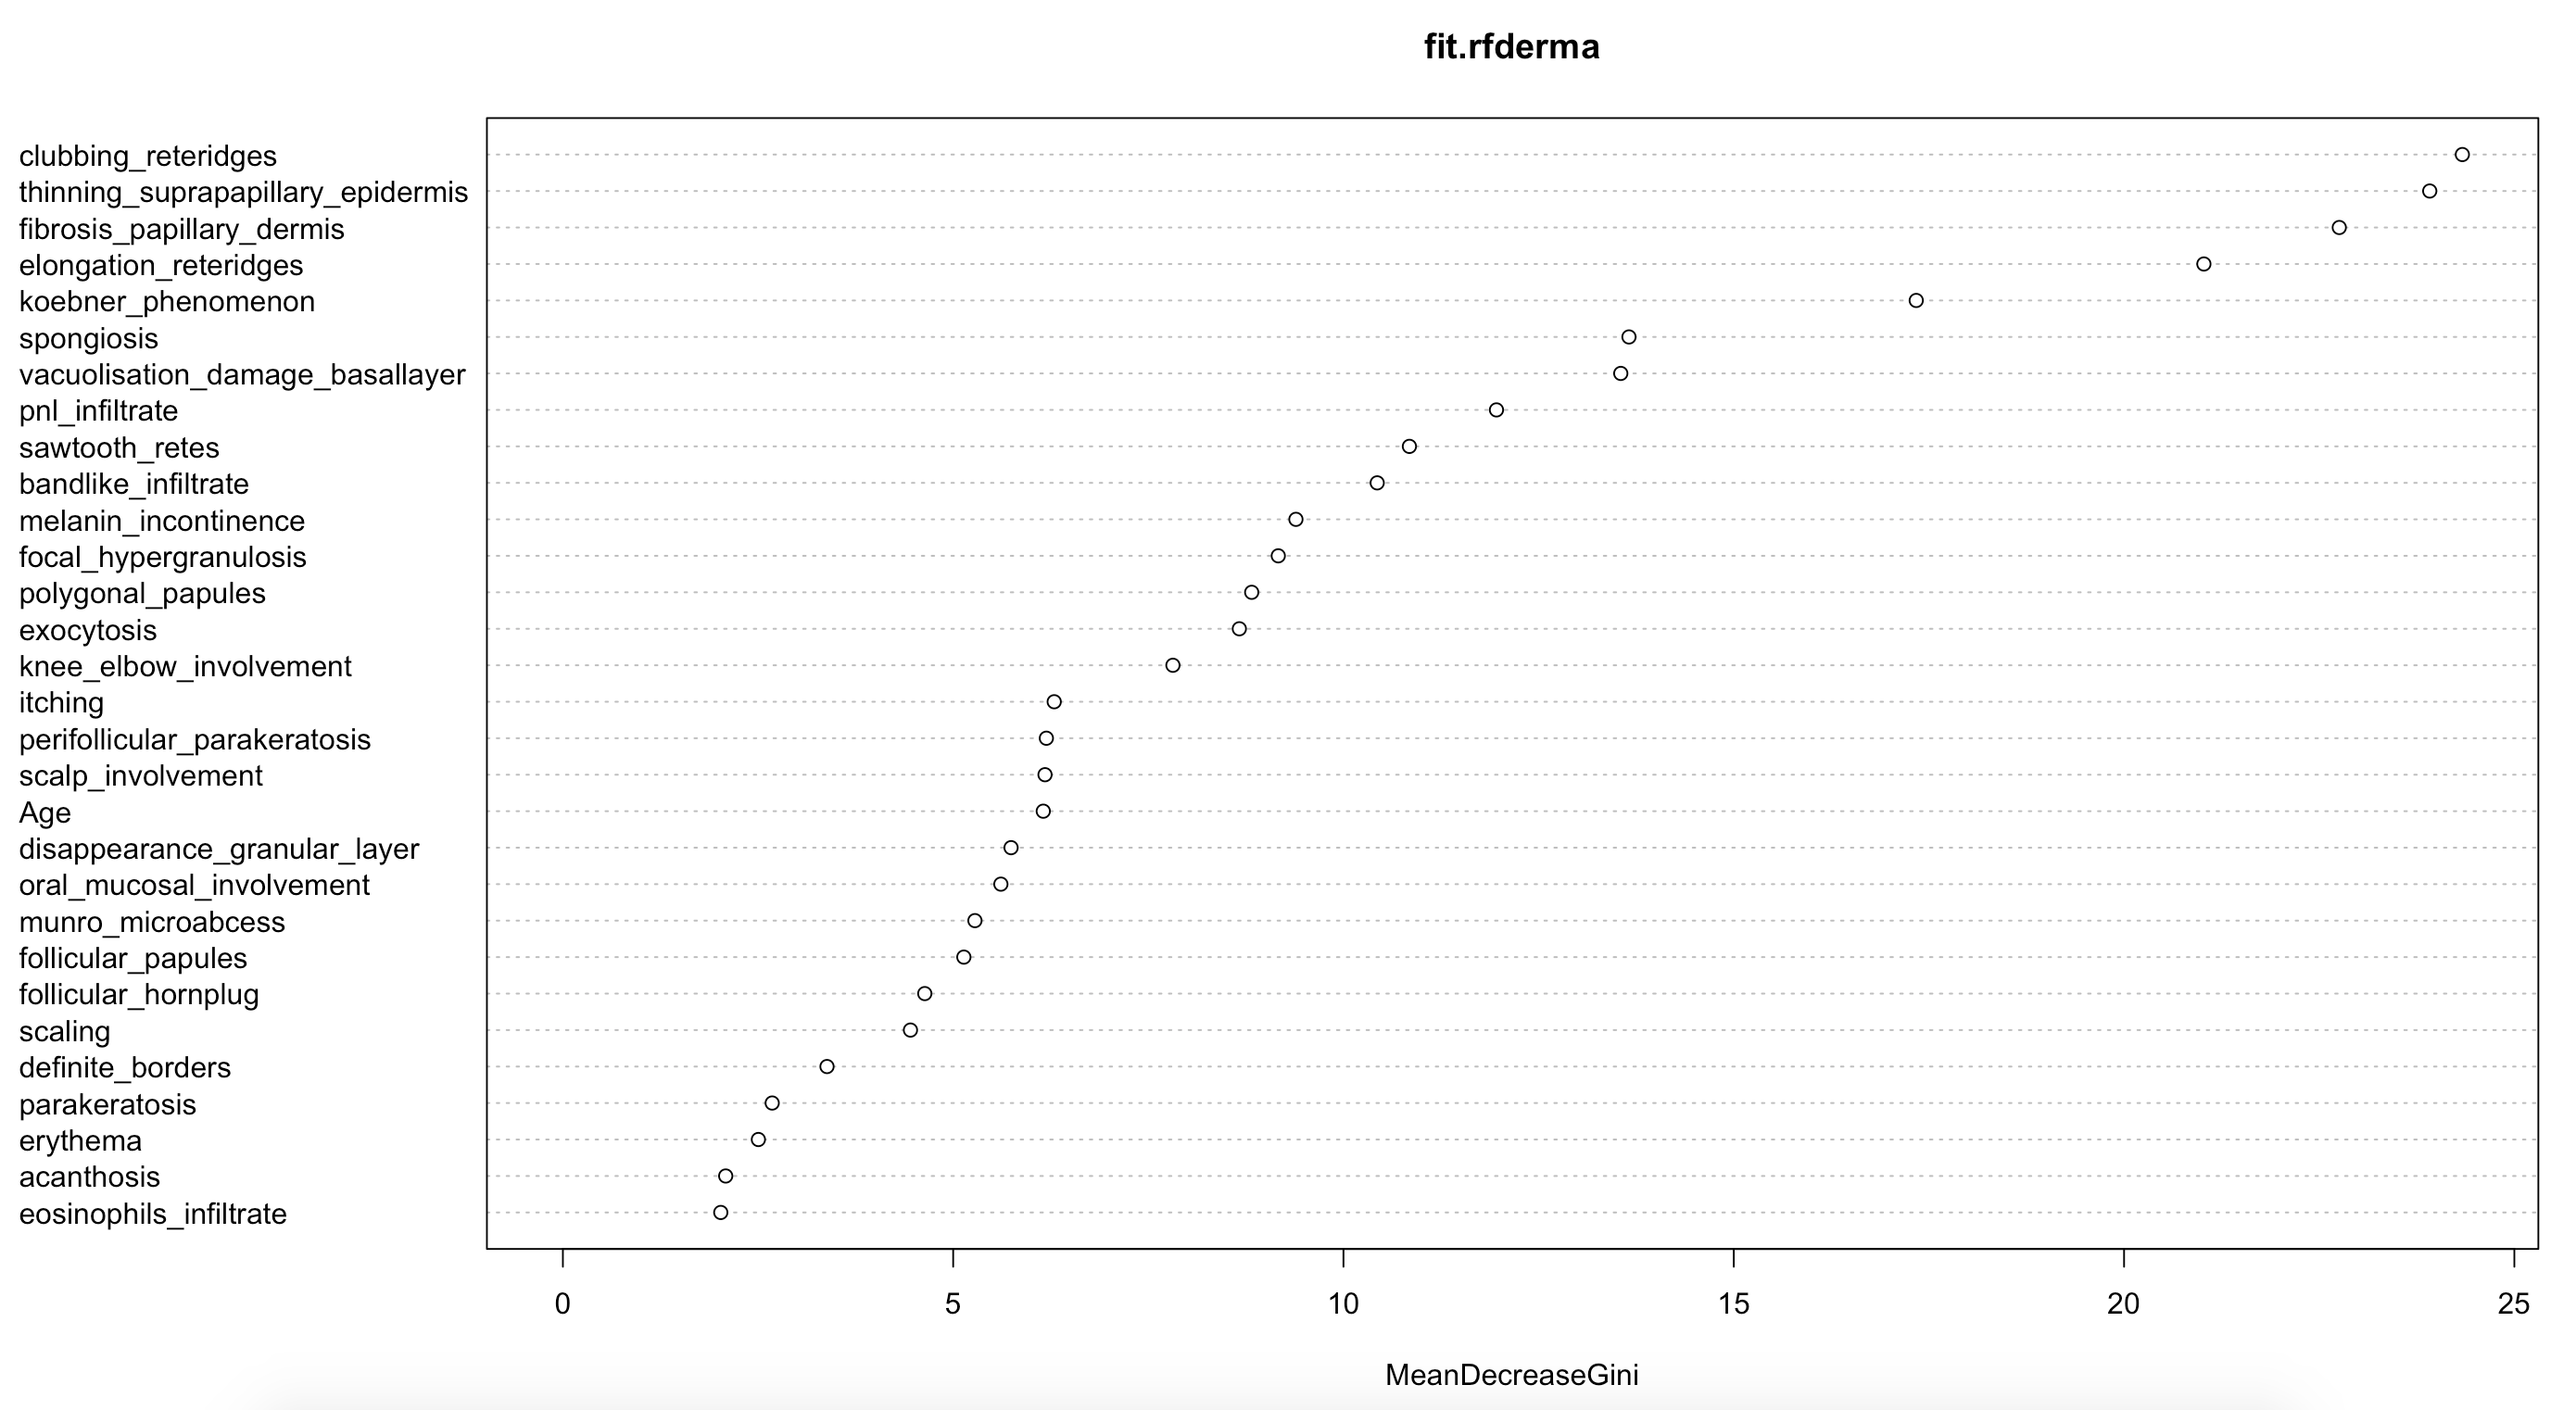 fit.rfderma
clubbing_reteridges
thinning_suprapapillary_epidermis
fibrosis_papillary_dermis
elongation_reteridges
koebner_phenomenon
spongiosis
vacuolisation_damage_basallayer
pnl_infiltrate
sawtooth_retes
bandlike_infiltrate
melanin_incontinence
focal_hypergranulosis
polygonal_papules
exocytosis
knee_elbow_involvement
itching
perifollicular_parakeratosis
scalp_involvement
Age
disappearance_granular_layer
oral_mucosal_involvement
munro_microabcess
follicular_papules
follicular_hornplug
scaling
definite_borders
parakeratosis
erythema
acanthosis
eosinophils_infiltrate
0 5 10 15 20 25
MeanDecreaseGini